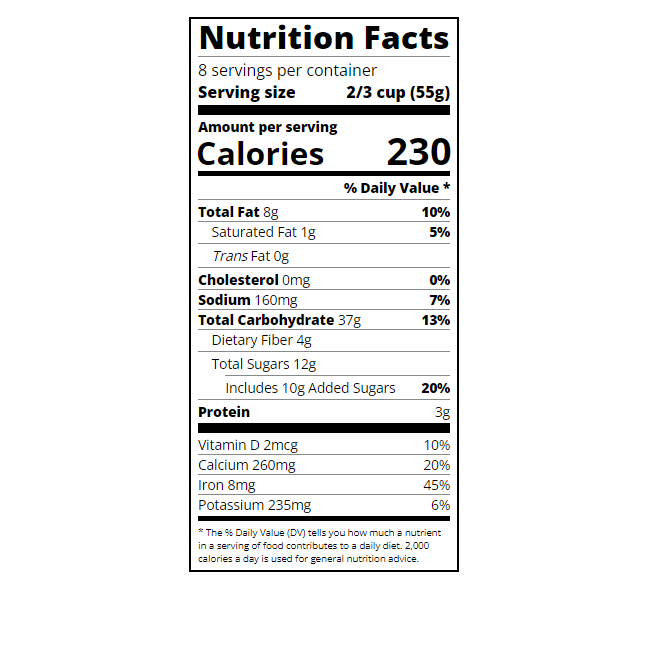 Nutrition Facts
8 servings per container
Serving size 2/3 cup (55g)
Amount per serving
Calories 230
% Daily Value *
Total Fat 8g 10%
Saturated Fat 1g 5%
Trans Fat 0g
Cholesterol 0mg 0%
Sodium 160mg 7%
Total Carbohydrate 37g 13%
Dietary Fiber 4g
Total Sugars 12g
Includes 10g Added Sugars 20%
Protein 3g
Vitamin D 2mcg 10%
Calcium 260mg 20%
Iron 8mg 45%
Potassium 235mg 6%
* The % Daily Value (DV) tells you how much a nutrient
in a serving of food contributes to a daily diet. 2,000
calories a day is used for general nutrition advice.